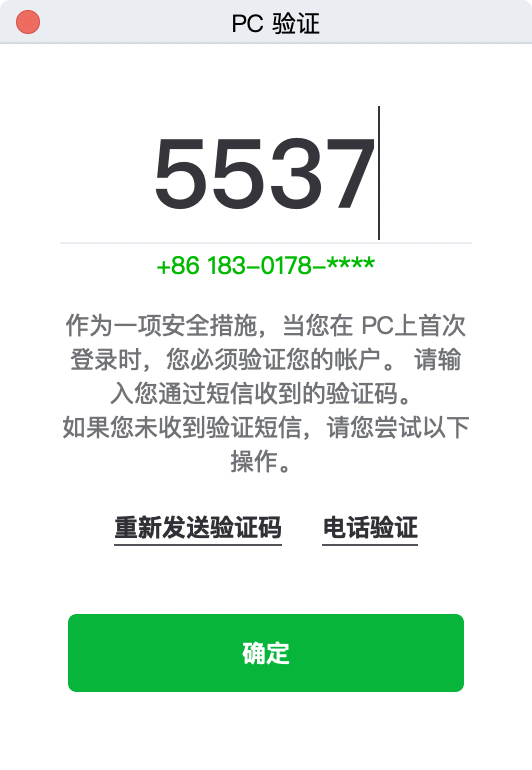 PC 验证
5537
+86 183-0178-****
作为一项安全措施，当您在 PC上首次
登录时，您必须验证您的帐户。 请输
入您通过短信收到的验证码。
如果您未收到验证短信，请您尝试以下
操作。
重新发送验证码 电话验证
确定